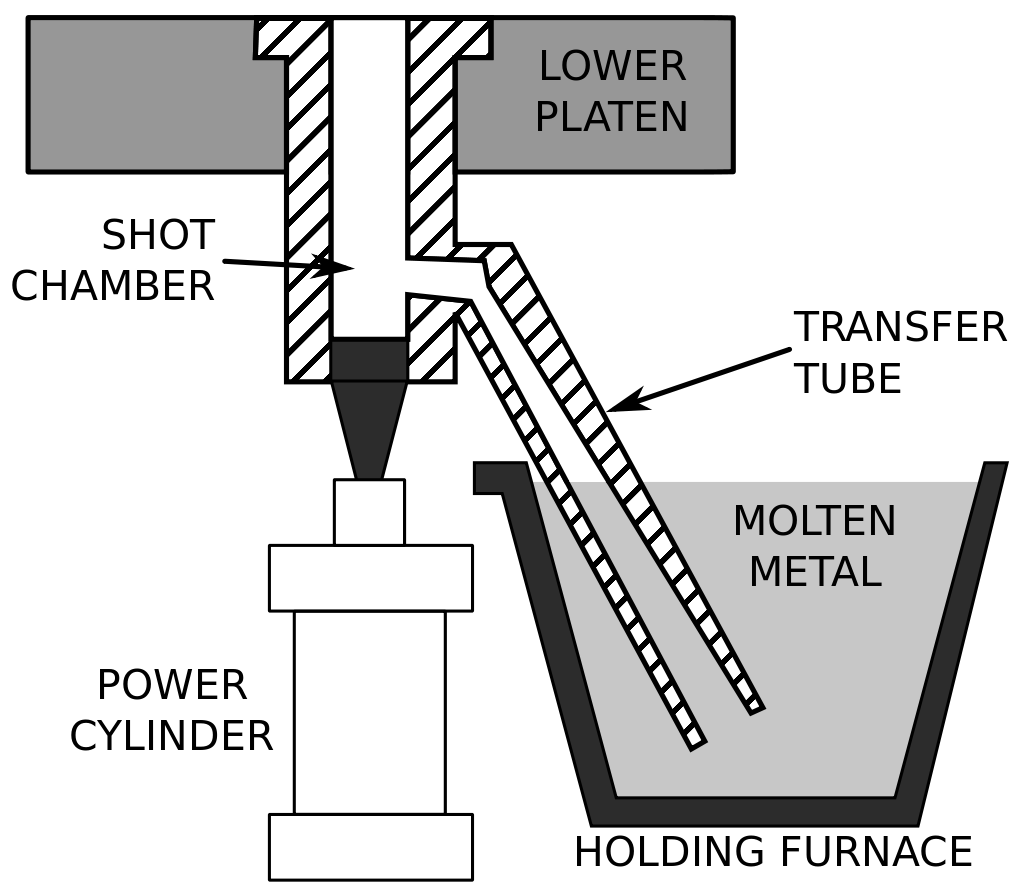 LOWER
PLATEN
SHOT
CHAMBER
TRANSFER
TUBE
MOLTEN
METAL
POWER
CYLINDER
HOLDING FURNACE